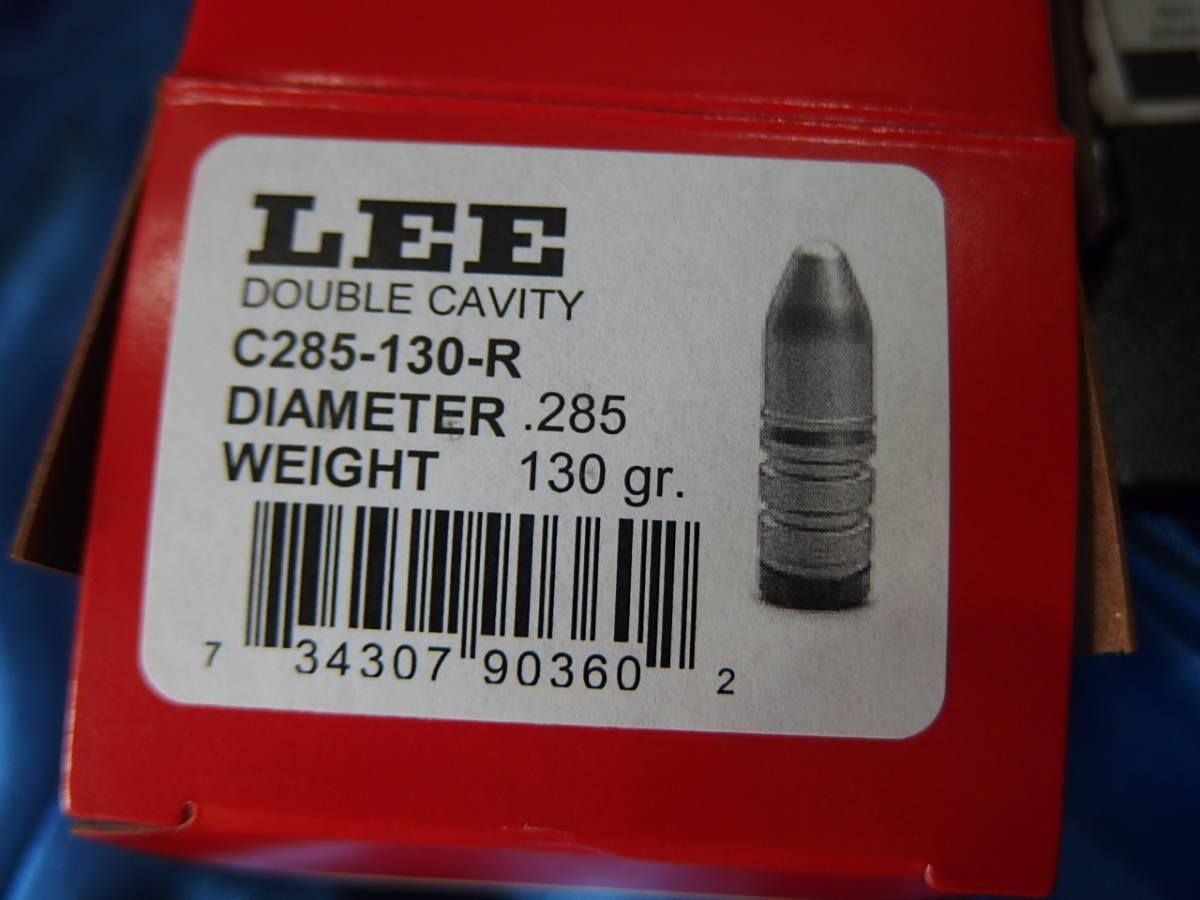 LEE
DOUBLE CAVITY
C285-130-R
DIAMETER .285
WEIGHT 130 gr.
7 34307 90360 2